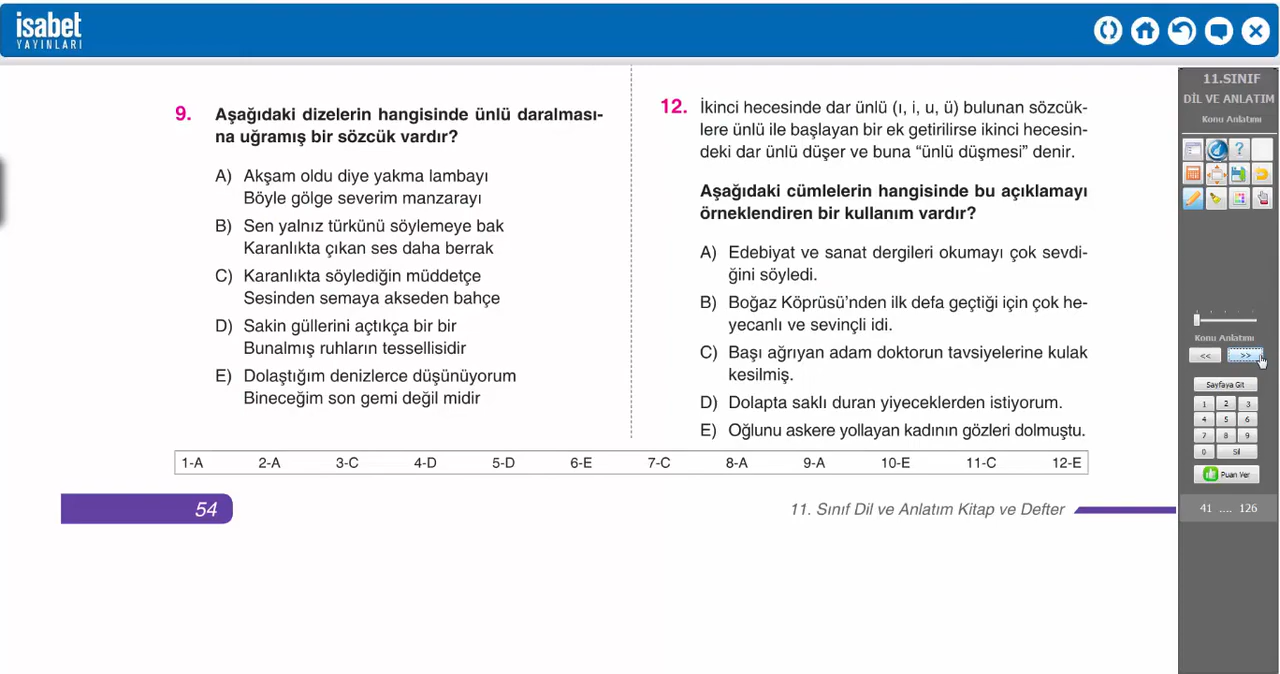 isabet
YAYINLARI
9. Aşağıdaki dizelerin hangisinde ünlü daralması-
na uğramış bir sözcük vardır?
A) Akşam oldu diye yakma lambayı
Böyle gölge severim manzarayı
B) Sen yalnız türkünü söylemeye bak
Karanlıkta çıkan ses daha berrak
C) Karanlıkta söylediğin müddetçe
Sesinden semaya akseden bahçe
D) Sakin güllerini açtıkça bir bir
Bunalmış ruhların tessellisidir
E) Dolaştığım denizlerce düşünüyorum
Bineceğim son gemi değil midir
12. İkinci hecesinde dar ünlü (ı, i, u, ü) bulunan sözcük-
lere ünlü ile başlayan bir ek getirilirse ikinci hecesin-
deki dar ünlü düşer ve buna “ünlü düşmesi” denir.
Aşağıdaki cümlelerin hangisinde bu açıklamayı
örneklendiren bir kullanım vardır?
A) Edebiyat ve sanat dergileri okumayı çok sevdi-
ğini söyledi.
B) Boğaz Köprüsü’nden ilk defa geçtiği için çok he-
yecanlı ve sevinçli idi.
C) Başı ağrıyan adam doktorun tavsiyelerine kulak
kesilmiş.
D) Dolapta saklı duran yiyeceklerden istiyorum.
E) Oğlunu askere yollayan kadının gözleri dolmuştu.
1-A 2-A 3-C 4-D 5-D 6-E 7-C 8-A 9-A 10-E 11-C 12-E
54
11. Sınıf Dil ve Anlatım Kitap ve Defter
11.SINIF
DİL VE ANLATIM
Konu Anlatımı
?
Konu Anlatımı
<< >>
Sayfaya Git
1 2 3
4 5 6
7 8 9
0 Sil
Puan Ver
41 .... 126